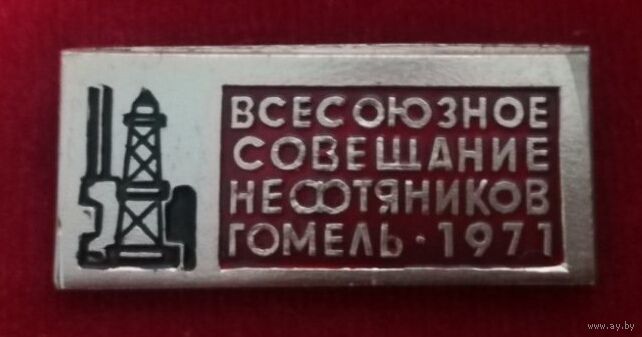 ВСЕСОЮЗНОЕ
СОВЕЩАНИЕ
НЕФТЯНИКОВ
ГОМЕЛЬ · 1971
www.ay.by